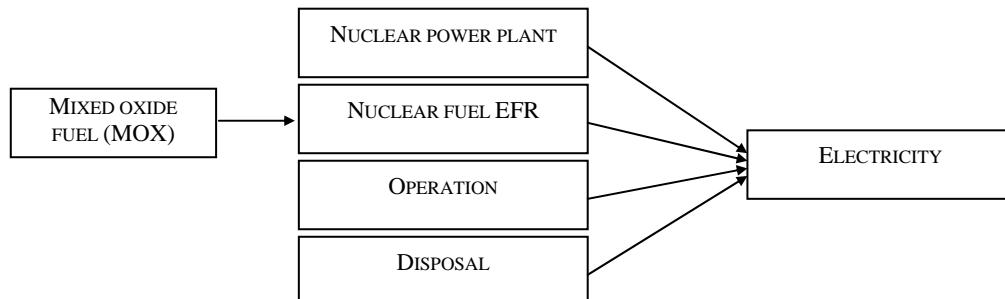 NUCLEAR POWER PLANT
MIXED OXIDE
FUEL (MOX)
NUCLEAR FUEL EFR
OPERATION
DISPOSAL
ELECTRICITY